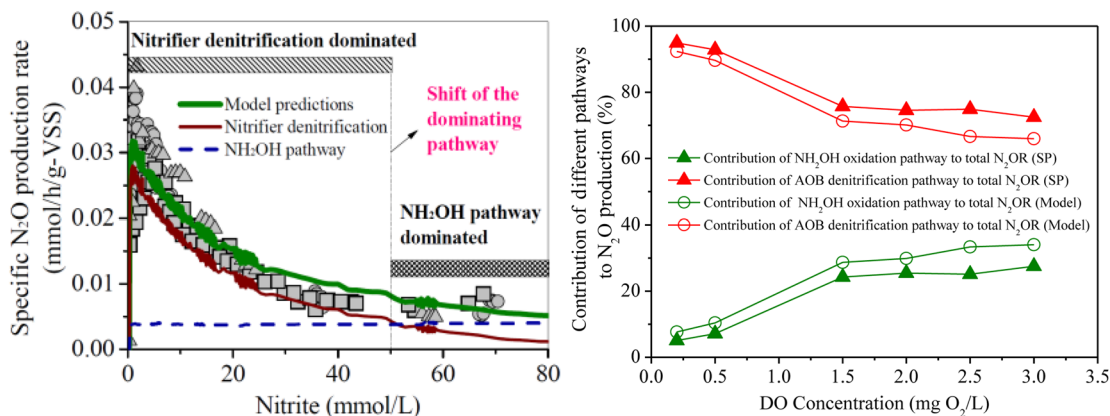 Specific N₂O production rate
(mmol/h/g-VSS)
0.05
0.04
0.03
0.02
0.01
0.00
Nitrifier denitrification dominated
Model predictions
Nitrifier denitrification
NH₂OH pathway
Shift of the
dominating
pathway
NH₂OH pathway
dominated
0
20
40
60
80
Nitrite (mmol/L)
Contribution of different pathways
to N₂O production (%)
100
80
60
40
20
0
Contribution of NH₂OH oxidation pathway to total N₂OR (SP)
Contribution of AOB denitrification pathway to total N₂OR (SP)
Contribution of NH₂OH oxidation pathway to total N₂OR (Model)
Contribution of AOB denitrification pathway to total N₂OR (Model)
0.0
0.5
1.0
1.5
2.0
2.5
3.0
3.5
DO Concentration (mg O₂/L)